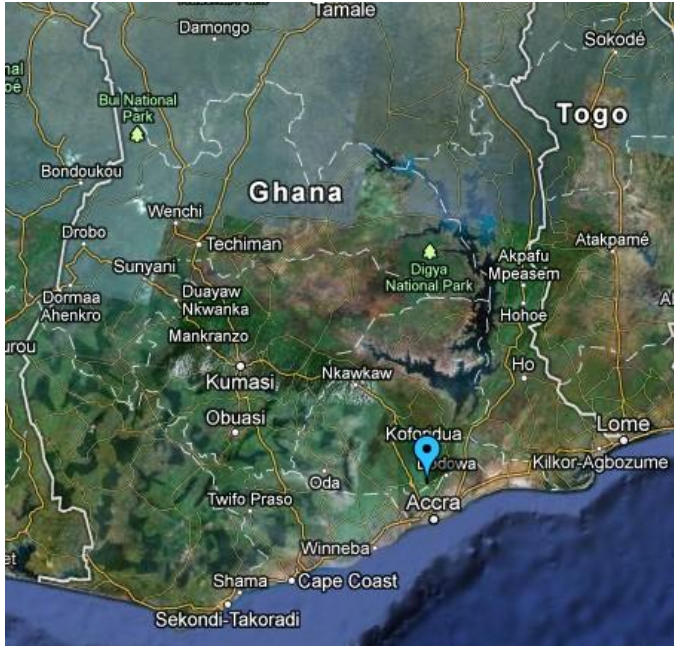 Tamale
Damongo
Sokodé
Bui National
Park
Togo
Bondoukou
Ghana
Wenchi
Drobo
Techiman
Atakpamé
Sunyani
Digya
National Park
Akpafu
Mpeasem
Dormaa
Ahenkro
Duayaw
Nkwanka
Hohoe
Mankranzo
Kumasi
Nkawkaw
Ho
Obuasi
Koforidua
Lome
Kilkor-Agbozume
Oda
Twifo Praso
Accra
Winneba
Shama
Cape Coast
Sekondi-Takoradi